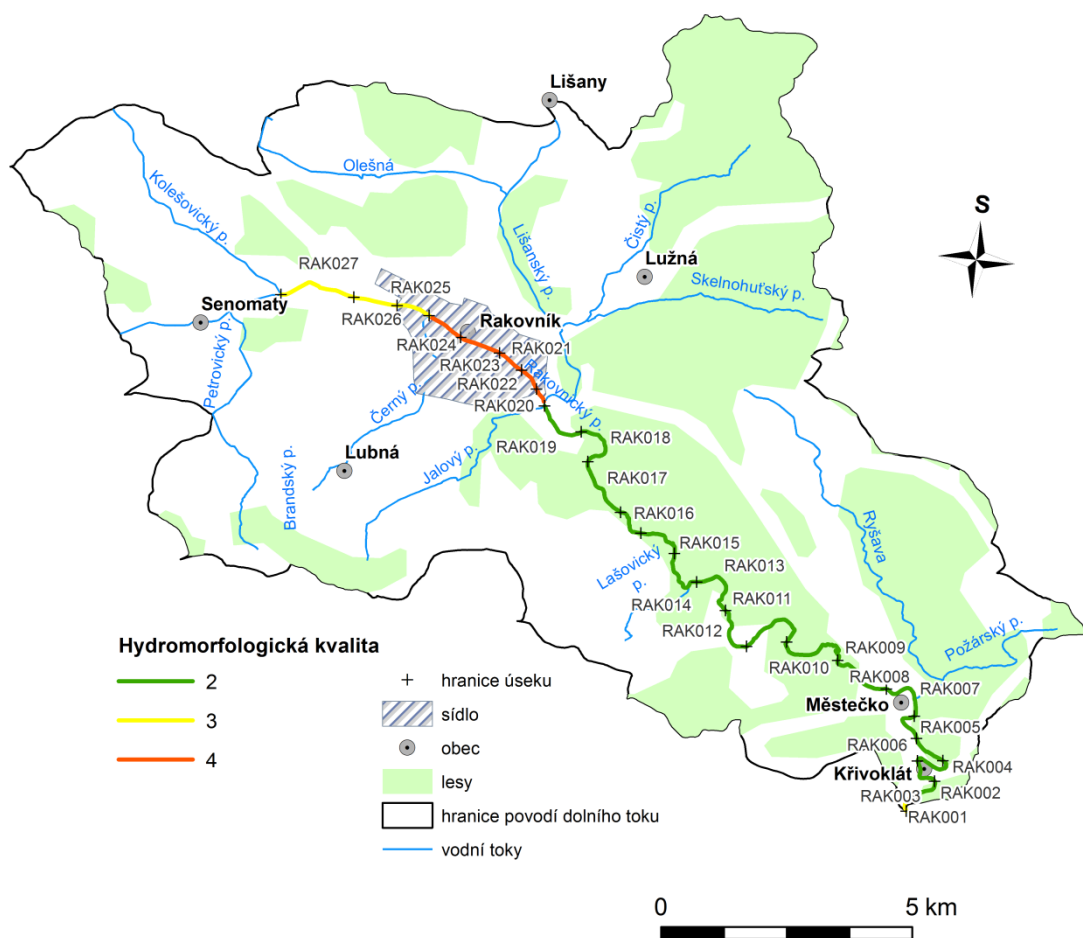 Lišany
Olešná
Kolešovický p.
Lišanský p.
Čistý p.
S
Lužná
Skelnohuťský p.
RAK027
RAK025
Senomaty
RAK026
Rakovník
Petrovický p.
RAK024
RAK021
RAK023
Rakovnický p.
RAK022
Černý p.
RAK020
RAK018
RAK019
Lubná
Jalový p.
RAK017
Brandský p.
RAK016
Ryšava
RAK015
Lašovický
p.
RAK013
RAK014
RAK011
RAK012
Požárský p.
RAK009
RAK010
RAK008
RAK007
Městečko
RAK005
RAK006
Křivoklát
RAK004
RAK002
RAK003
RAK001
Hydromorfologická kvalita
2
3
4
hranice úseku
sídlo
obec
lesy
hranice povodí dolního toku
vodní toky
0 5 km